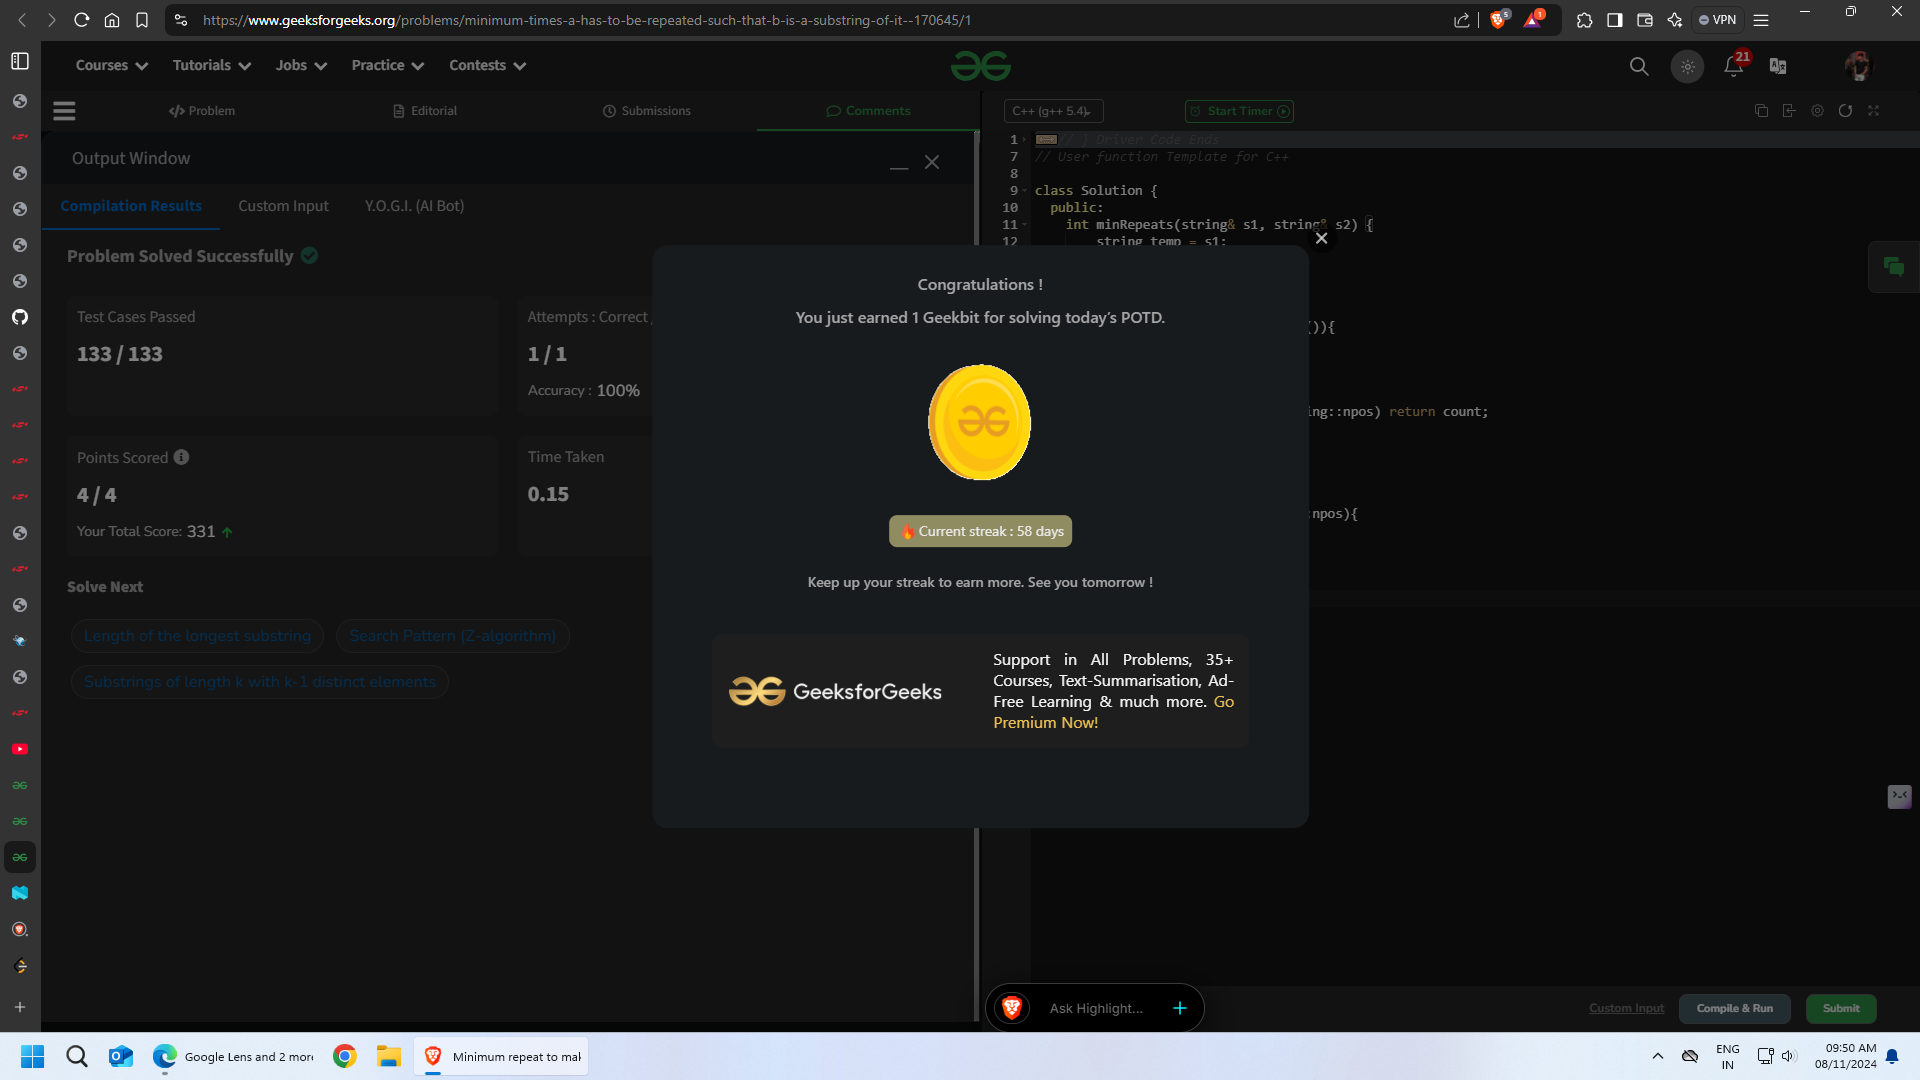 https://www.geeksforgeeks.org/problems/minimum-times-a-has-to-be-repeated-such-that-b-is-a-substring-of-it--170645/1
5
1
VPN
Courses
Tutorials
Jobs
Practice
Contests
21
Problem
Editorial
Submissions
Comments
C++ (g++ 5.4)
Start Timer
Output Window
Compilation Results
Custom Input
Y.O.G.I. (AI Bot)
Problem Solved Successfully
Test Cases Passed
133 / 133
Attempts : Correct
1 / 1
Accuracy : 100%
Points Scored
4 / 4
Your Total Score: 331
Time Taken
0.15
Solve Next
Length of the longest substring
Search Pattern (Z-algorithm)
Substrings of length k with k-1 distinct elements
1 // } Driver Code Ends
7 // User function Template for C++
8
9 class Solution {
10 public:
11 int minRepeats(string& s1, string& s2) {
12 string temp = s1;
()){
ing::npos) return count;
:npos){
Congratulations !
You just earned 1 Geekbit for solving today's POTD.
Current streak : 58 days
Keep up your streak to earn more. See you tomorrow !
GeeksforGeeks
Support in All Problems, 35+
Courses, Text-Summarisation, Ad-
Free Learning & much more. Go
Premium Now!
Ask Highlight...
Custom Input
Compile & Run
Submit
Google Lens and 2 more
Minimum repeat to mak
ENG
IN
09:50 AM
08/11/2024